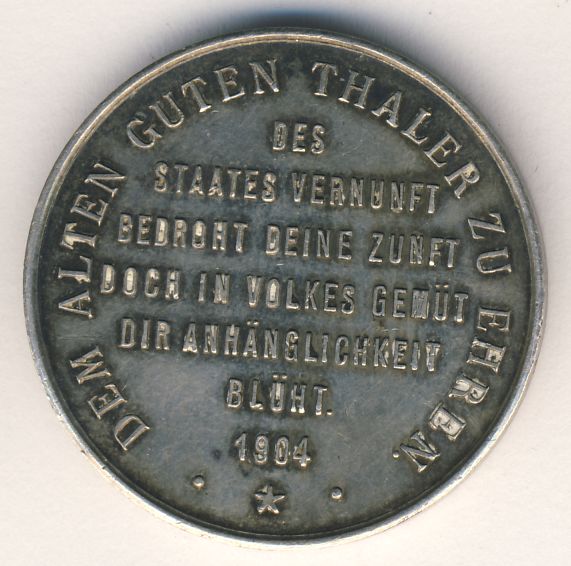 DEM ALTEN GUTEN THALER ZU EHREN
DES
STAATES VERNUNFT
BEDROHT DEINE ZUNFT
DOCH IN VOLKES GEMÜT
DIR ANHÄNGLICHKEIT
BLÜHT.
1904